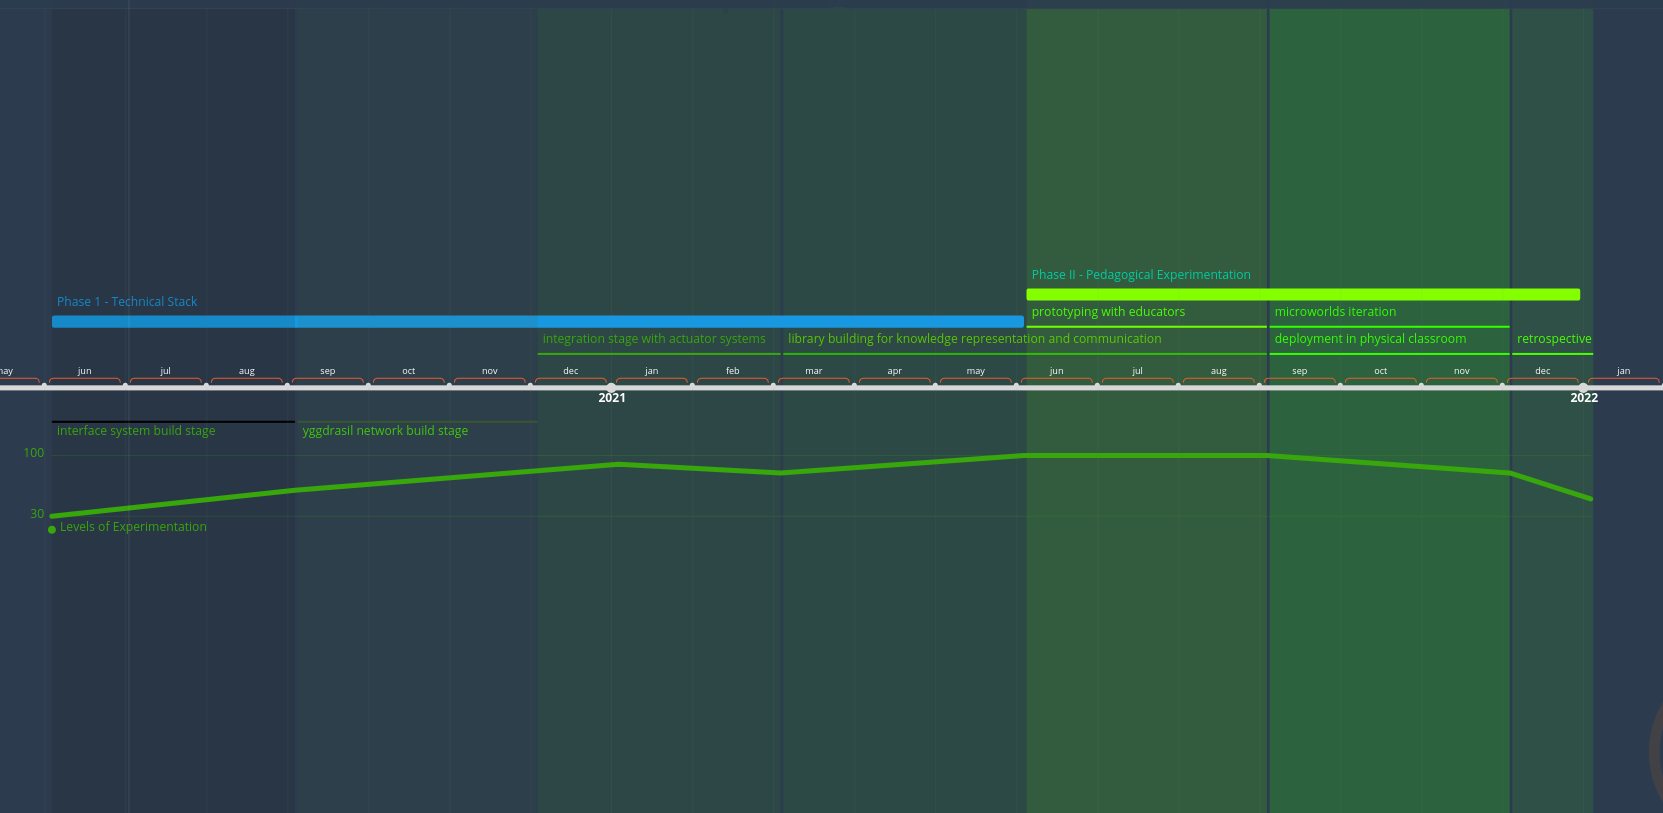 Phase II - Pedagogical Experimentation
Phase 1 - Technical Stack
prototyping with educators
microworlds iteration
integration stage with actuator systems
library building for knowledge representation and communication
deployment in physical classroom
retrospective
jun jul aug sep oct nov dec jan feb mar apr may jun jul aug sep oct nov dec jan
2021
2022
interface system build stage
yggdrasil network build stage
100
30
Levels of Experimentation